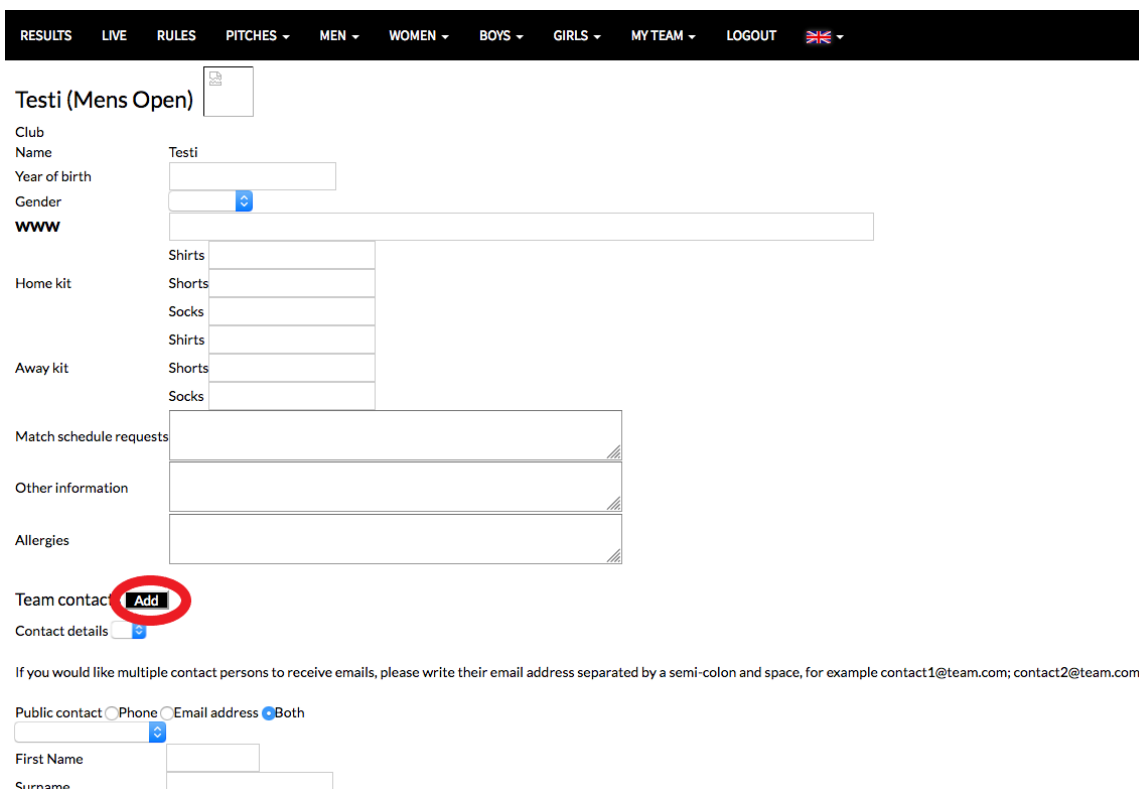 RESULTS LIVE RULES PITCHES MEN WOMEN BOYS GIRLS MY TEAM LOGOUT
Testi (Mens Open)
Club
Name Testi
Year of birth
Gender
www
Shirts
Home kit Shorts
Socks
Shirts
Away kit Shorts
Socks
Match schedule requests
Other information
Allergies
Team contact Add
Contact details
If you would like multiple contact persons to receive emails, please write their email address separated by a semi-colon and space, for example contact1@team.com; contact2@team.com
Public contact Phone Email address Both
First Name
Surname